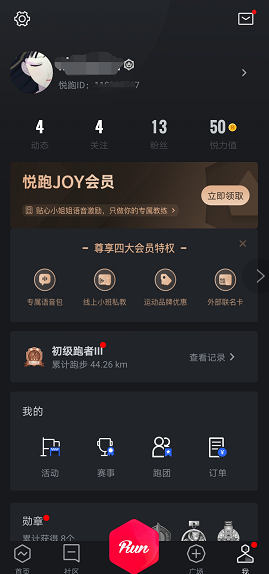 悦跑ID：
4 4 13 50
动态 关注 粉丝 悦力值
悦跑JOY会员
立即领取
贴心小姐姐语音激励，只做你的专属教练 >
尊享四大会员特权
专属语音包 线上小班私教 运动品牌优惠 外部联名卡
初级跑者III
累计跑步 44.26 km
查看记录
我的
活动 赛事 跑团 订单
勋章
累计获得 8个
Run
首页 社区 广场 我